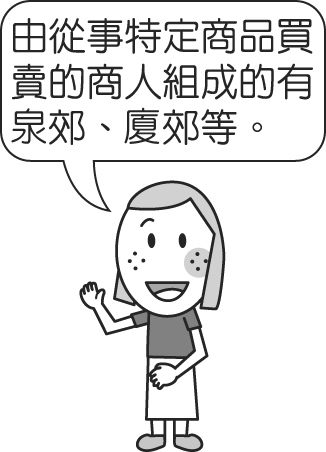 由從事特定商品買
賣的商人組成的有
泉郊、廈郊等。